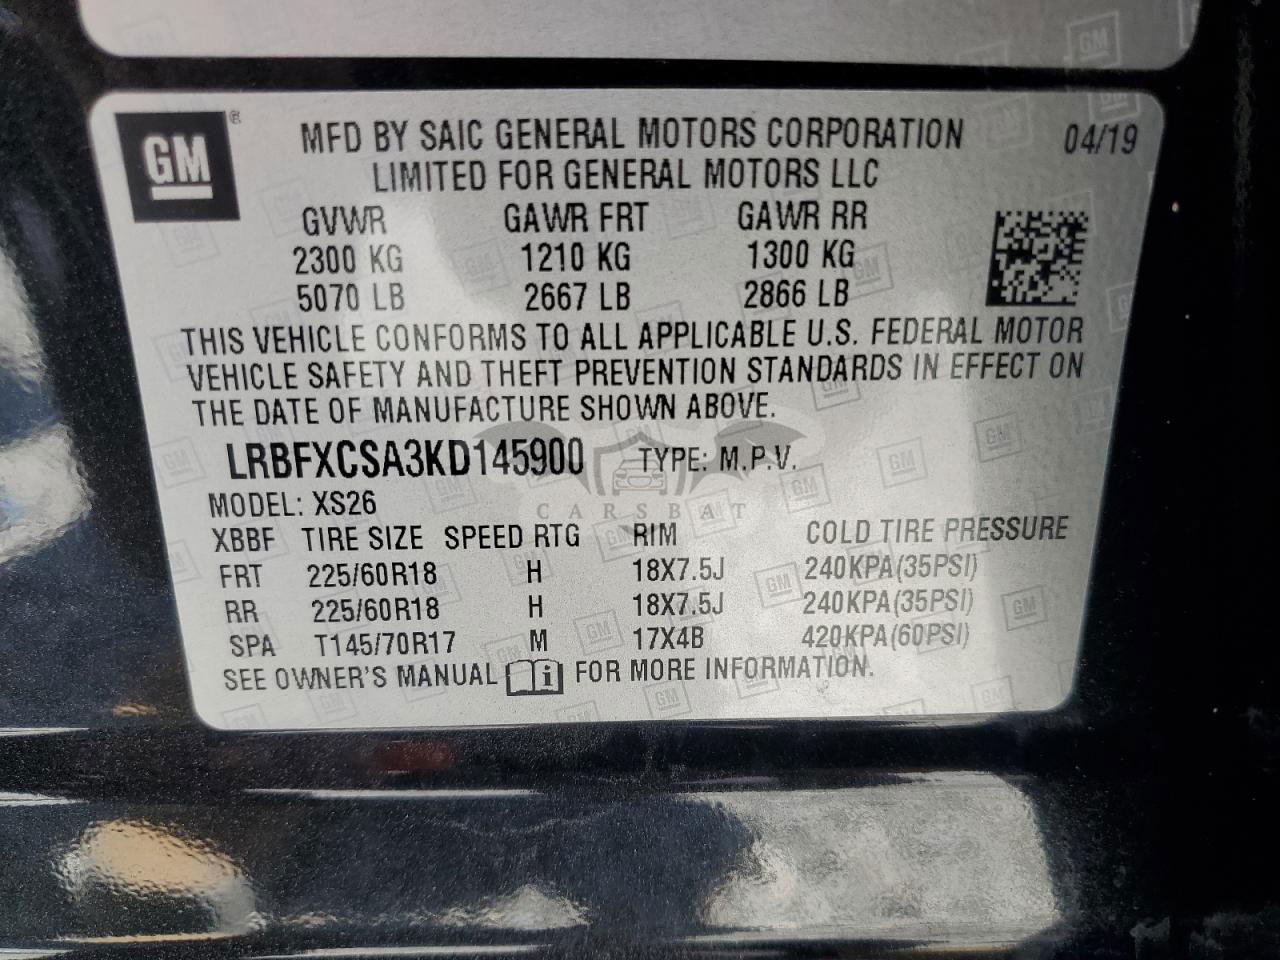 GM
MFD BY SAIC GENERAL MOTORS CORPORATION
LIMITED FOR GENERAL MOTORS LLC
04/19
GVWR GAWR FRT GAWR RR
2300 KG 1210 KG 1300 KG
5070 LB 2667 LB 2866 LB
THIS VEHICLE CONFORMS TO ALL APPLICABLE U.S. FEDERAL MOTOR
VEHICLE SAFETY AND THEFT PREVENTION STANDARDS IN EFFECT ON
THE DATE OF MANUFACTURE SHOWN ABOVE.
LRBFXCSA3KD145900 TYPE: M.P.V.
CARSBAT
MODEL: XS26
XBBF TIRE SIZE SPEED RTG RIM COLD TIRE PRESSURE
FRT 225/60R18 H 18X7.5J 240KPA(35PSI)
RR 225/60R18 H 18X7.5J 240KPA(35PSI)
SPA T145/70R17 M 17X4B 420KPA(60PSI)
SEE OWNER'S MANUAL i FOR MORE INFORMATION.